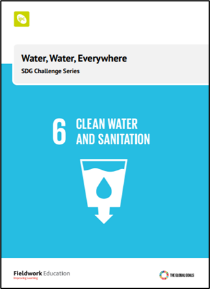 Water, Water, Everywhere
SDG Challenge Series
6 CLEAN WATER
AND SANITATION
Fieldwork Education
THE GLOBAL GOALS